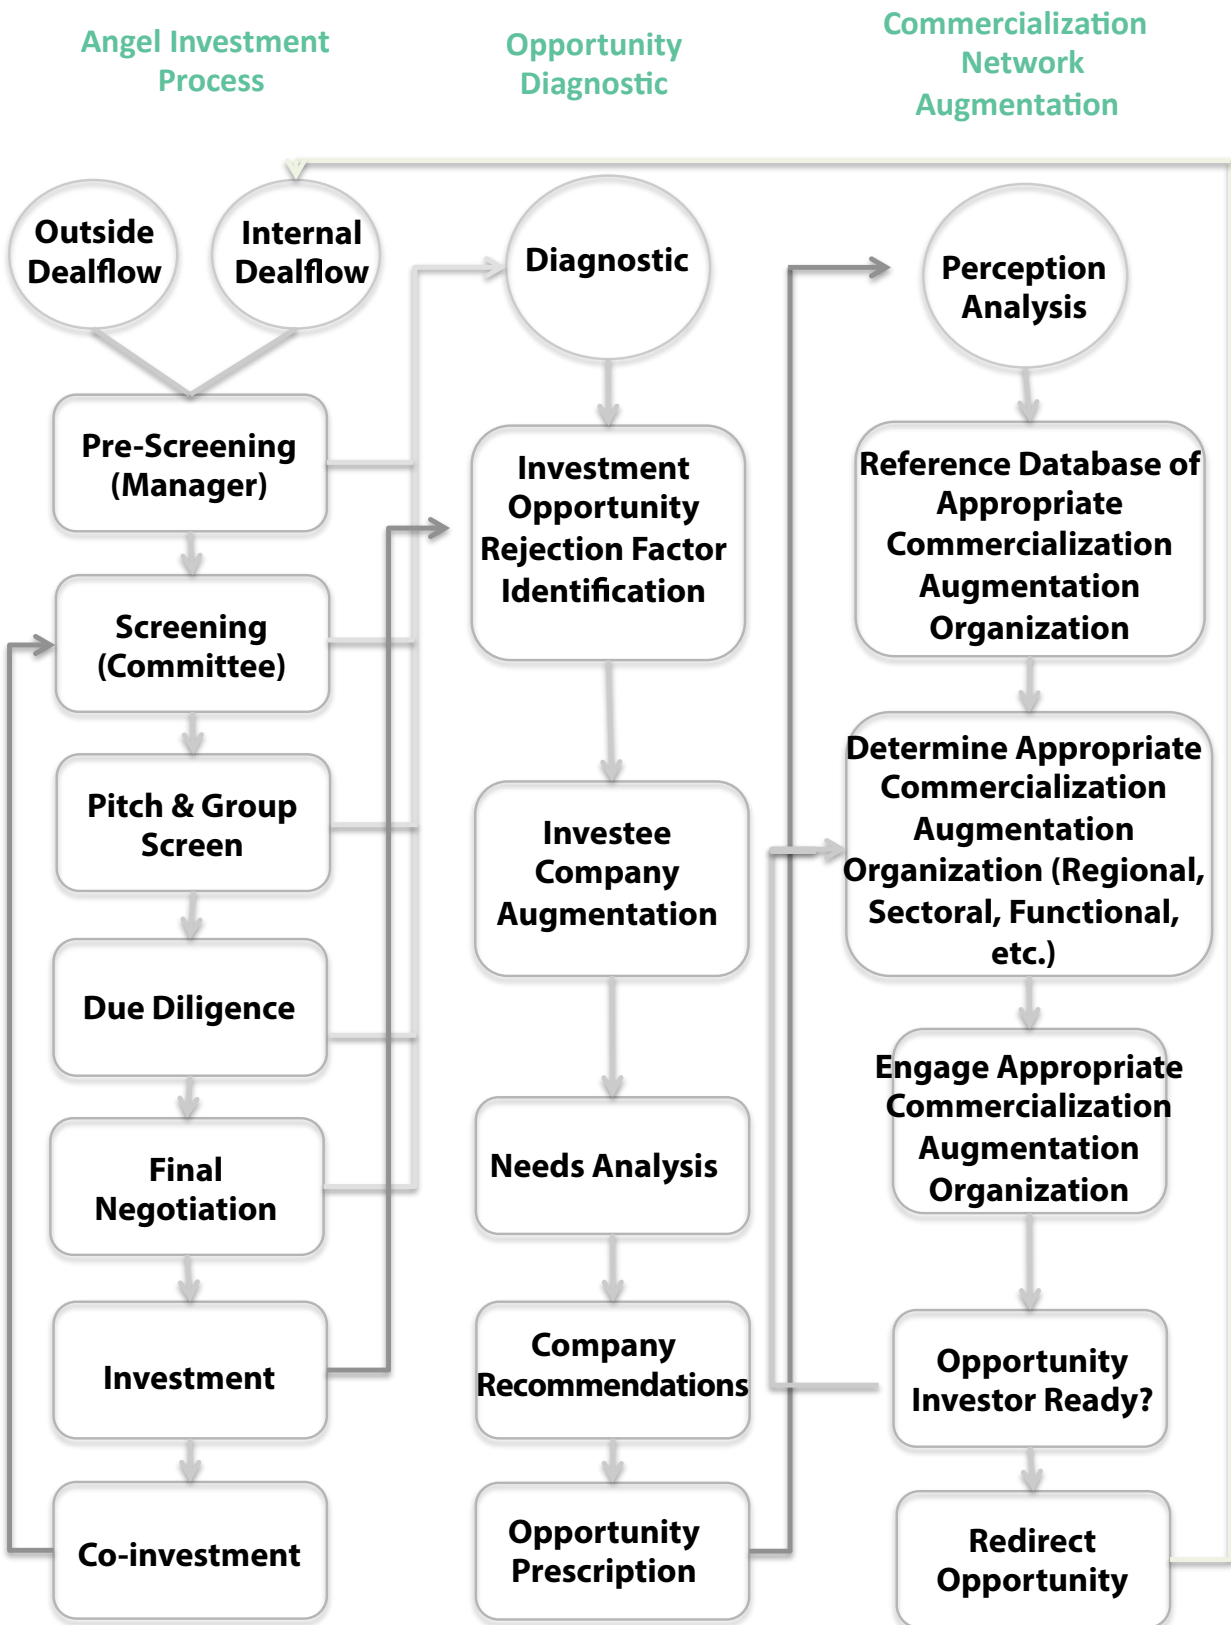 Angel Investment
Process
Opportunity
Diagnostic
Commercialization
Network
Augmentation
Outside
Dealflow
Internal
Dealflow
Pre-Screening
(Manager)
Screening
(Committee)
Pitch & Group
Screen
Due Diligence
Final
Negotiation
Investment
Co-investment
Diagnostic
Investment
Opportunity
Rejection Factor
Identification
Investee
Company
Augmentation
Needs Analysis
Company
Recommendations
Opportunity
Prescription
Perception
Analysis
Reference Database of
Appropriate
Commercialization
Augmentation
Organization
Determine Appropriate
Commercialization
Augmentation
Organization (Regional,
Sectoral, Functional,
etc.)
Engage Appropriate
Commercialization
Augmentation
Organization
Opportunity
Investor Ready?
Redirect
Opportunity